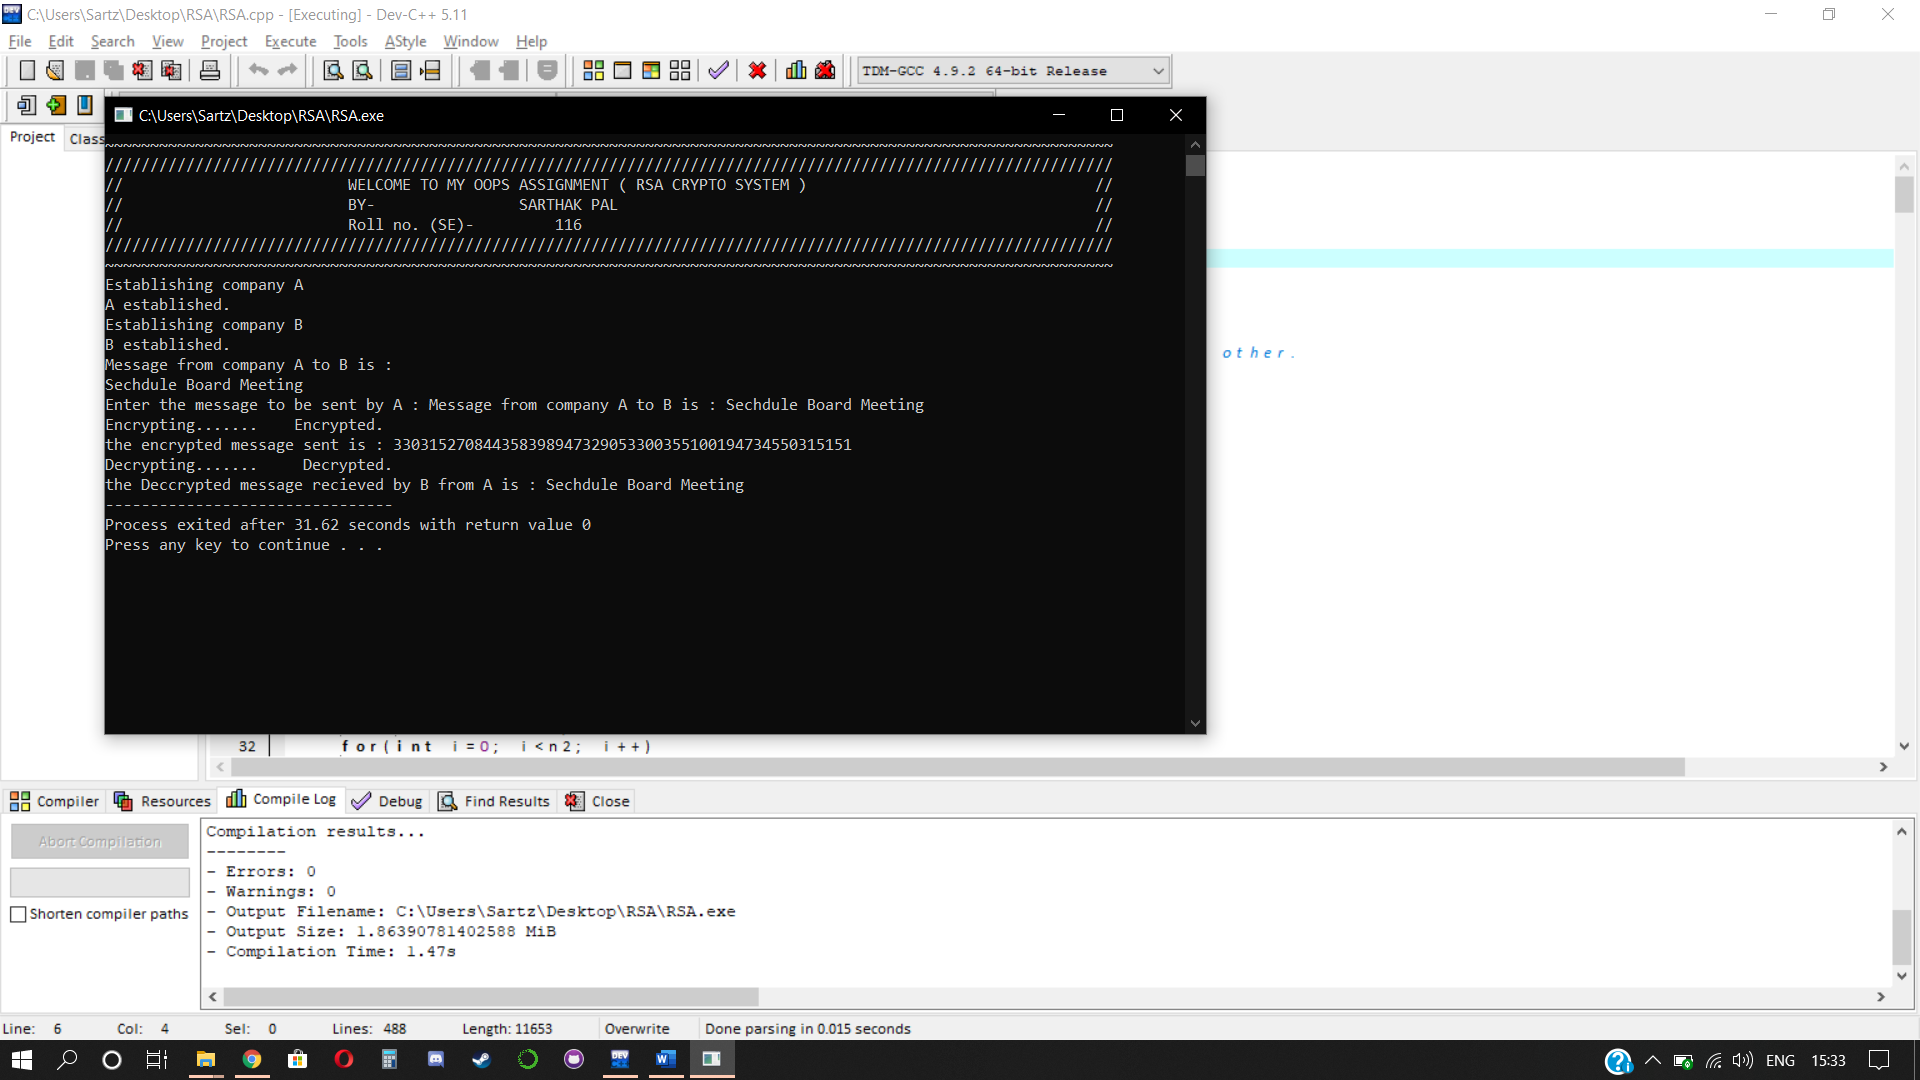 C:\Users\Sartz\Desktop\RSA\RSA.cpp - [Executing] - Dev-C++ 5.11
File Edit Search View Project Execute Tools AStyle Window Help
TDM-GCC 4.9.2 64-bit Release
Project Class
C:\Users\Sartz\Desktop\RSA\RSA.exe
~~~~~~~~~~~~~~~~~~~~~~~~~~~~~~~~~~~~~~~~~~~~~~~~~~~~~~~~~~~~~~~~~~~~~~~~~~~~~~~~~~~~~~~~~~~~~~~~~~~~~~~~~~~~~~~~
////////////////////////////////////////////////////////////////////////////////////////////////////////////////
// WELCOME TO MY OOPS ASSIGNMENT ( RSA CRYPTO SYSTEM ) //
// BY- SARTHAK PAL //
// Roll no. (SE)- 116 //
////////////////////////////////////////////////////////////////////////////////////////////////////////////////
~~~~~~~~~~~~~~~~~~~~~~~~~~~~~~~~~~~~~~~~~~~~~~~~~~~~~~~~~~~~~~~~~~~~~~~~~~~~~~~~~~~~~~~~~~~~~~~~~~~~~~~~~~~~~~~~
Establishing company A
A established.
Establishing company B
B established.
other.
Message from company A to B is :
Sechdule Board Meeting
Enter the message to be sent by A : Message from company A to B is : Sechdule Board Meeting
Encrypting....... Encrypted.
the encrypted message sent is : 330315270844358398947329053300355100194734550315151
Decrypting....... Decrypted.
the Deccrypted message recieved by B from A is : Sechdule Board Meeting
--------------------------------
Process exited after 31.62 seconds with return value 0
Press any key to continue . . .
32 for(int i=0; i<n2; i++)
Compiler Resources Compile Log Debug Find Results Close
Abort Compilation
Shorten compiler paths
Compilation results...
--------
- Errors: 0
- Warnings: 0
- Output Filename: C:\Users\Sartz\Desktop\RSA\RSA.exe
- Output Size: 1.86390781402588 MiB
- Compilation Time: 1.47s
Line: 6 Col: 4 Sel: 0 Lines: 488 Length: 11653 Overwrite Done parsing in 0.015 seconds
ENG 15:33